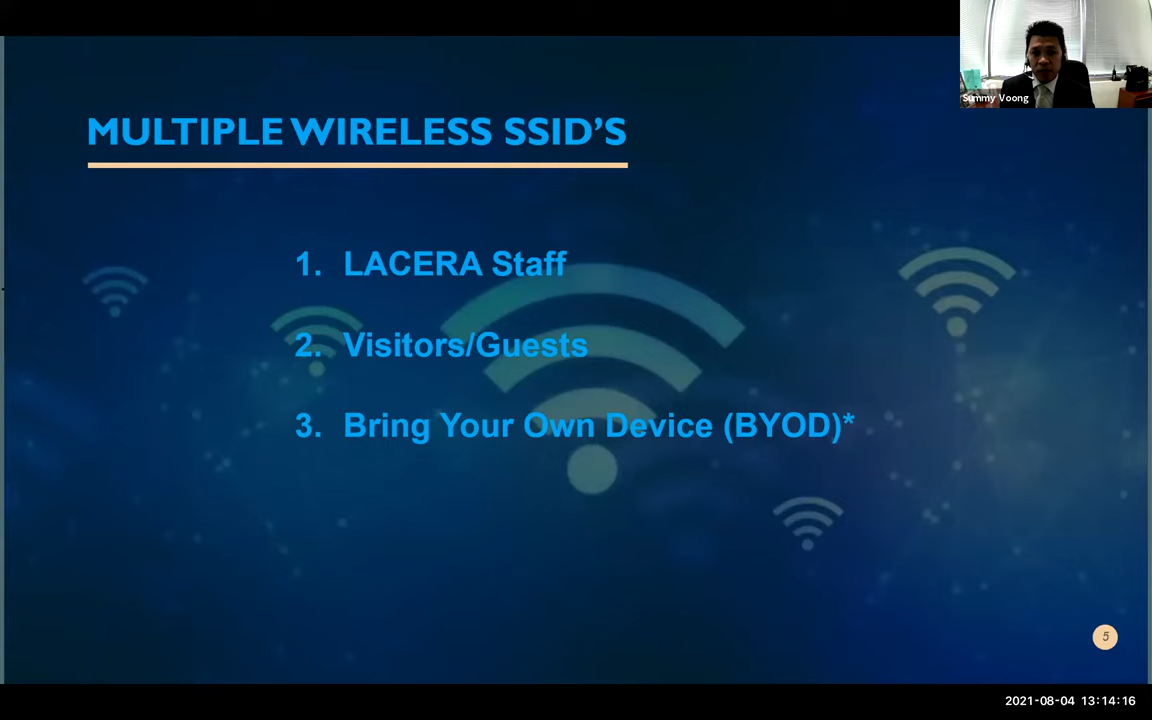 Summy Voong
MULTIPLE WIRELESS SSID’S
1. LACERA Staff
2. Visitors/Guests
3. Bring Your Own Device (BYOD)*
5
2021-08-04 13:14:16